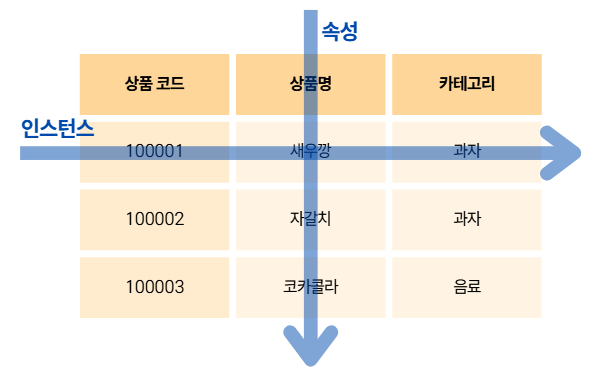 속성
상품 코드 상품명 카테고리
인스턴스
100001 새우깡 과자
100002 자갈치 과자
100003 코카콜라 음료